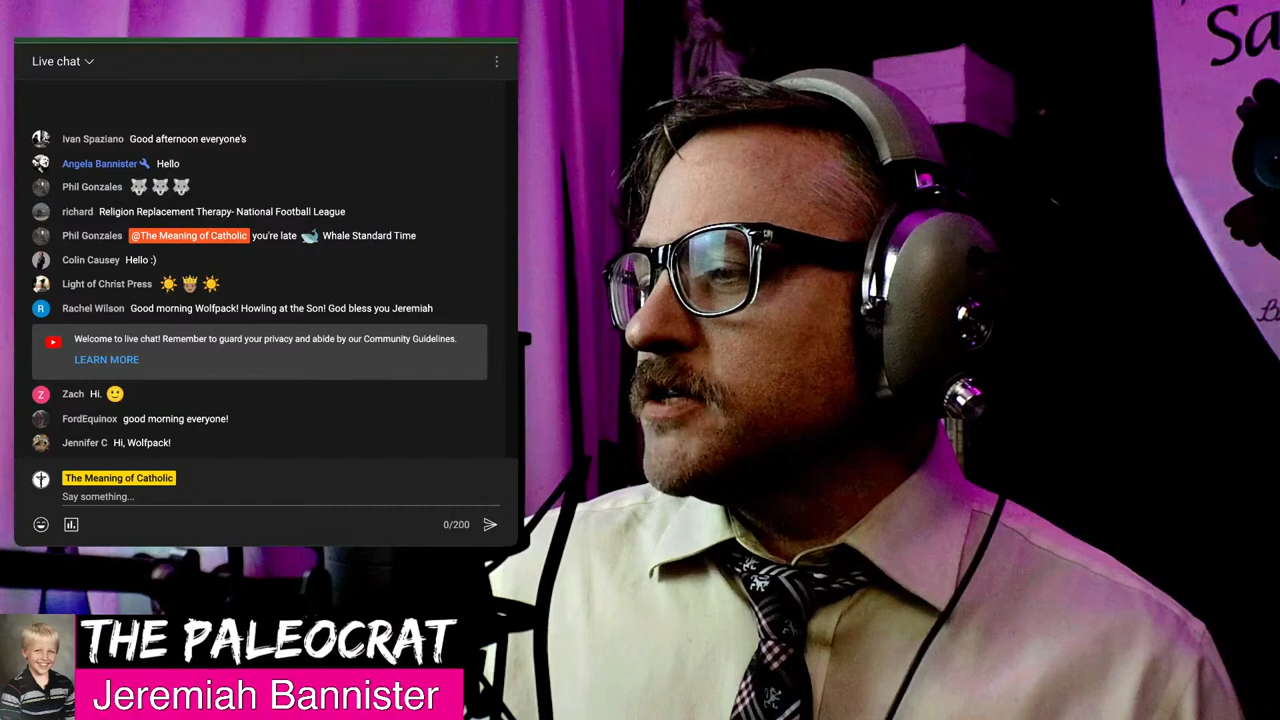 Live chat
Ivan Spaziano Good afternoon everyone's
Angela Bannister Hello
Phil Gonzales
richard Religion Replacement Therapy- National Football League
Phil Gonzales @The Meaning of Catholic you're late Whale Standard Time
Colin Causey Hello :)
Light of Christ Press
R Rachel Wilson Good morning Wolfpack! Howling at the Son! God bless you Jeremiah
Welcome to live chat! Remember to guard your privacy and abide by our Community Guidelines.
LEARN MORE
Z Zach Hi.
FordEquinox good morning everyone!
Jennifer C Hi, Wolfpack!
The Meaning of Catholic
Say something...
0/200
THE PALEOCRAT
Jeremiah Bannister
Sa